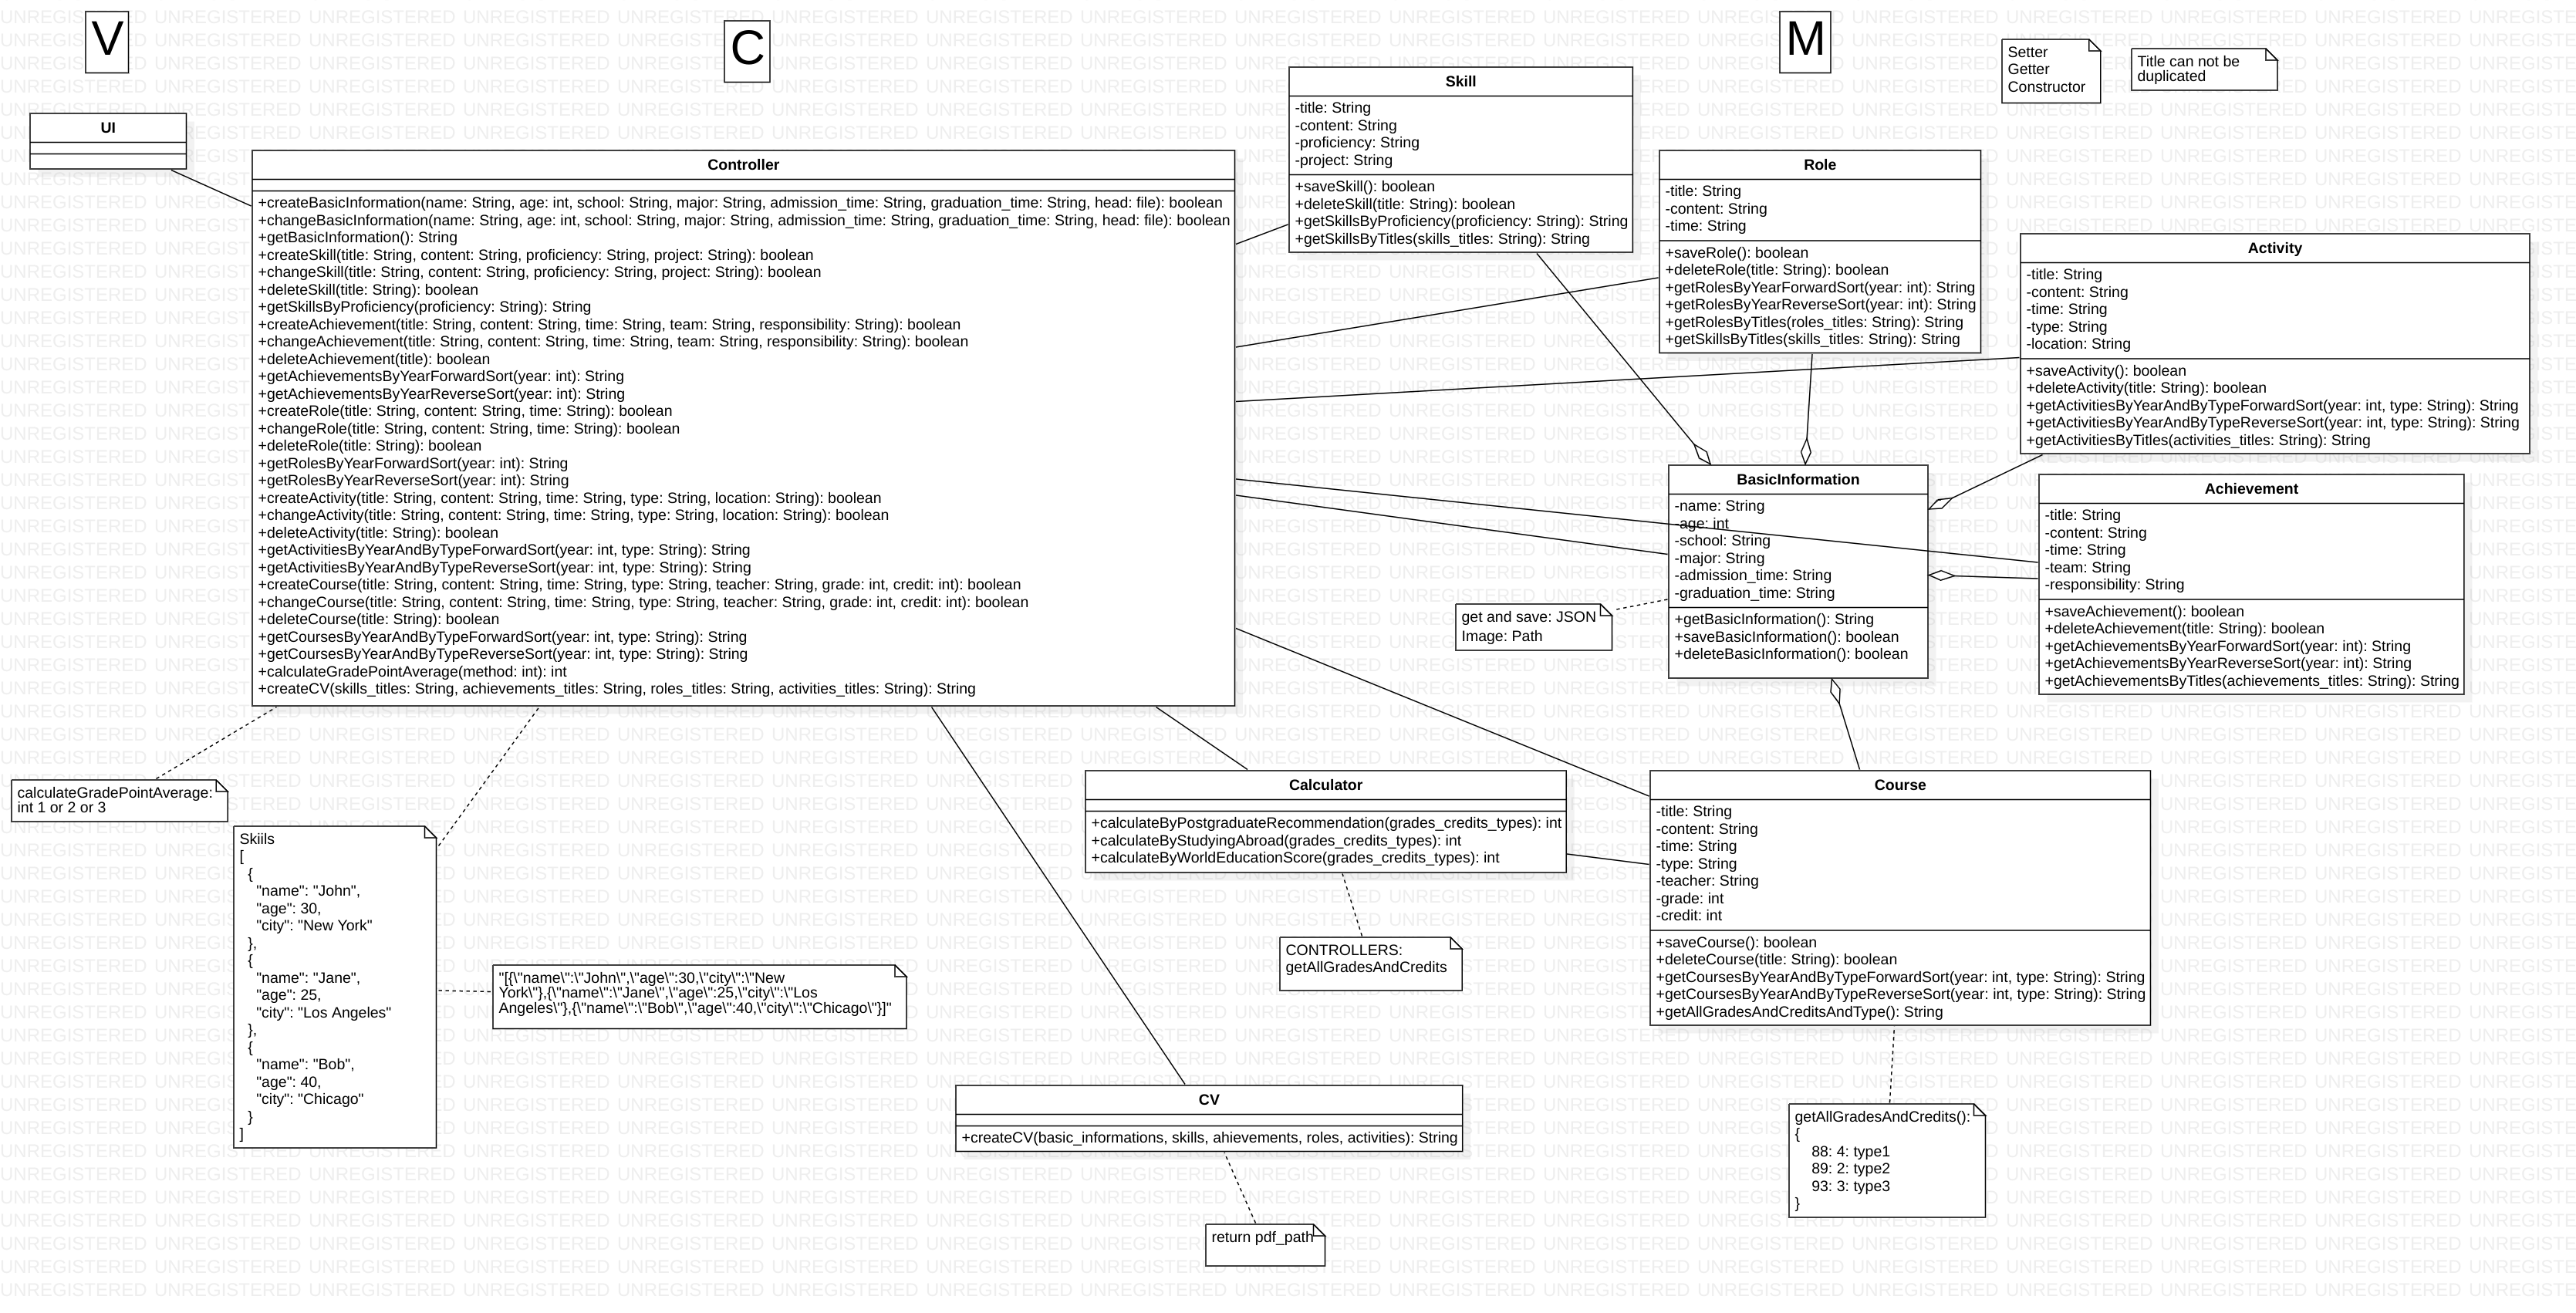 V
C
M
Setter
Getter
Constructor
Title can not be
duplicated
UI
Controller
+createBasicInformation(name: String, age: int, school: String, major: String, admission_time: String, graduation_time: String, head: file): boolean
+changeBasicInformation(name: String, age: int, school: String, major: String, admission_time: String, graduation_time: String, head: file): boolean
+getBasicInformation(): String
+createSkill(title: String, content: String, proficiency: String, project: String): boolean
+changeSkill(title: String, content: String, proficiency: String, project: String): boolean
+deleteSkill(title: String): boolean
+getSkillsByProficiency(proficiency: String): String
+createAchievement(title: String, content: String, time: String, team: String, responsibility: String): boolean
+changeAchievement(title: String, content: String, time: String, team: String, responsibility: String): boolean
+deleteAchievement(title): boolean
+getAchievementsByYearForwardSort(year: int): String
+getAchievementsByYearReverseSort(year: int): String
+createRole(title: String, content: String, time: String): boolean
+changeRole(title: String, content: String, time: String): boolean
+deleteRole(title: String): boolean
+getRolesByYearForwardSort(year: int): String
+getRolesByYearReverseSort(year: int): String
+createActivity(title: String, content: String, time: String, type: String, location: String): boolean
+changeActivity(title: String, content: String, time: String, type: String, location: String): boolean
+deleteActivity(title: String): boolean
+getActivitiesByYearAndByTypeForwardSort(year: int, type: String): String
+getActivitiesByYearAndByTypeReverseSort(year: int, type: String): String
+createCourse(title: String, content: String, time: String, type: String, teacher: String, grade: int, credit: int): boolean
+changeCourse(title: String, content: String, time: String, type: String, teacher: String, grade: int, credit: int): boolean
+deleteCourse(title: String): boolean
+getCoursesByYearAndByTypeForwardSort(year: int, type: String): String
+getCoursesByYearAndByTypeReverseSort(year: int, type: String): String
+calculateGradePointAverage(method: int): int
+createCV(skills_titles: String, achievements_titles: String, roles_titles: String, activities_titles: String): String
Skill
-title: String
-content: String
-proficiency: String
-project: String
+saveSkill(): boolean
+deleteSkill(title: String): boolean
+getSkillsByProficiency(proficiency: String): String
+getSkillsByTitles(skills_titles: String): String
Role
-title: String
-content: String
-time: String
+saveRole(): boolean
+deleteRole(title: String): boolean
+getRolesByYearForwardSort(year: int): String
+getRolesByYearReverseSort(year: int): String
+getRolesByTitles(roles_titles: String): String
+getSkillsByTitles(skills_titles: String): String
Activity
-title: String
-content: String
-time: String
-type: String
-location: String
+saveActivity(): boolean
+deleteActivity(title: String): boolean
+getActivitiesByYearAndByTypeForwardSort(year: int, type: String): String
+getActivitiesByYearAndByTypeReverseSort(year: int, type: String): String
+getActivitiesByTitles(activities_titles: String): String
BasicInformation
-name: String
-age: int
-school: String
-major: String
-admission_time: String
-graduation_time: String
+getBasicInformation(): String
+saveBasicInformation(): boolean
+deleteBasicInformation(): boolean
get and save: JSON
Image: Path
Achievement
-title: String
-content: String
-time: String
-team: String
-responsibility: String
+saveAchievement(): boolean
+deleteAchievement(title: String): boolean
+getAchievementsByYearForwardSort(year: int): String
+getAchievementsByYearReverseSort(year: int): String
+getAchievementsByTitles(achievements_titles: String): String
calculateGradePointAverage:
int 1 or 2 or 3
Skiils
[
{
"name": "John",
"age": 30,
"city": "New York"
},
{
"name": "Jane",
"age": 25,
"city": "Los Angeles"
},
{
"name": "Bob",
"age": 40,
"city": "Chicago"
}
]
"[{\"name\":\"John\",\"age\":30,\"city\":\"New
York\"},{\"name\":\"Jane\",\"age\":25,\"city\":\"Los
Angeles\"},{\"name\":\"Bob\",\"age\":40,\"city\":\"Chicago\"}]"
Calculator
+calculateByPostgraduateRecommendation(grades_credits_types): int
+calculateByStudyingAbroad(grades_credits_types): int
+calculateByWorldEducationScore(grades_credits_types): int
CONTROLLERS:
getAllGradesAndCredits
Course
-title: String
-content: String
-time: String
-type: String
-teacher: String
-grade: int
-credit: int
+saveCourse(): boolean
+deleteCourse(title: String): boolean
+getCoursesByYearAndByTypeForwardSort(year: int, type: String): String
+getCoursesByYearAndByTypeReverseSort(year: int, type: String): String
+getAllGradesAndCreditsAndType(): String
CV
+createCV(basic_informations, skills, ahievements, roles, activities): String
return pdf_path
getAllGradesAndCredits():
{
88: 4: type1
89: 2: type2
93: 3: type3
}